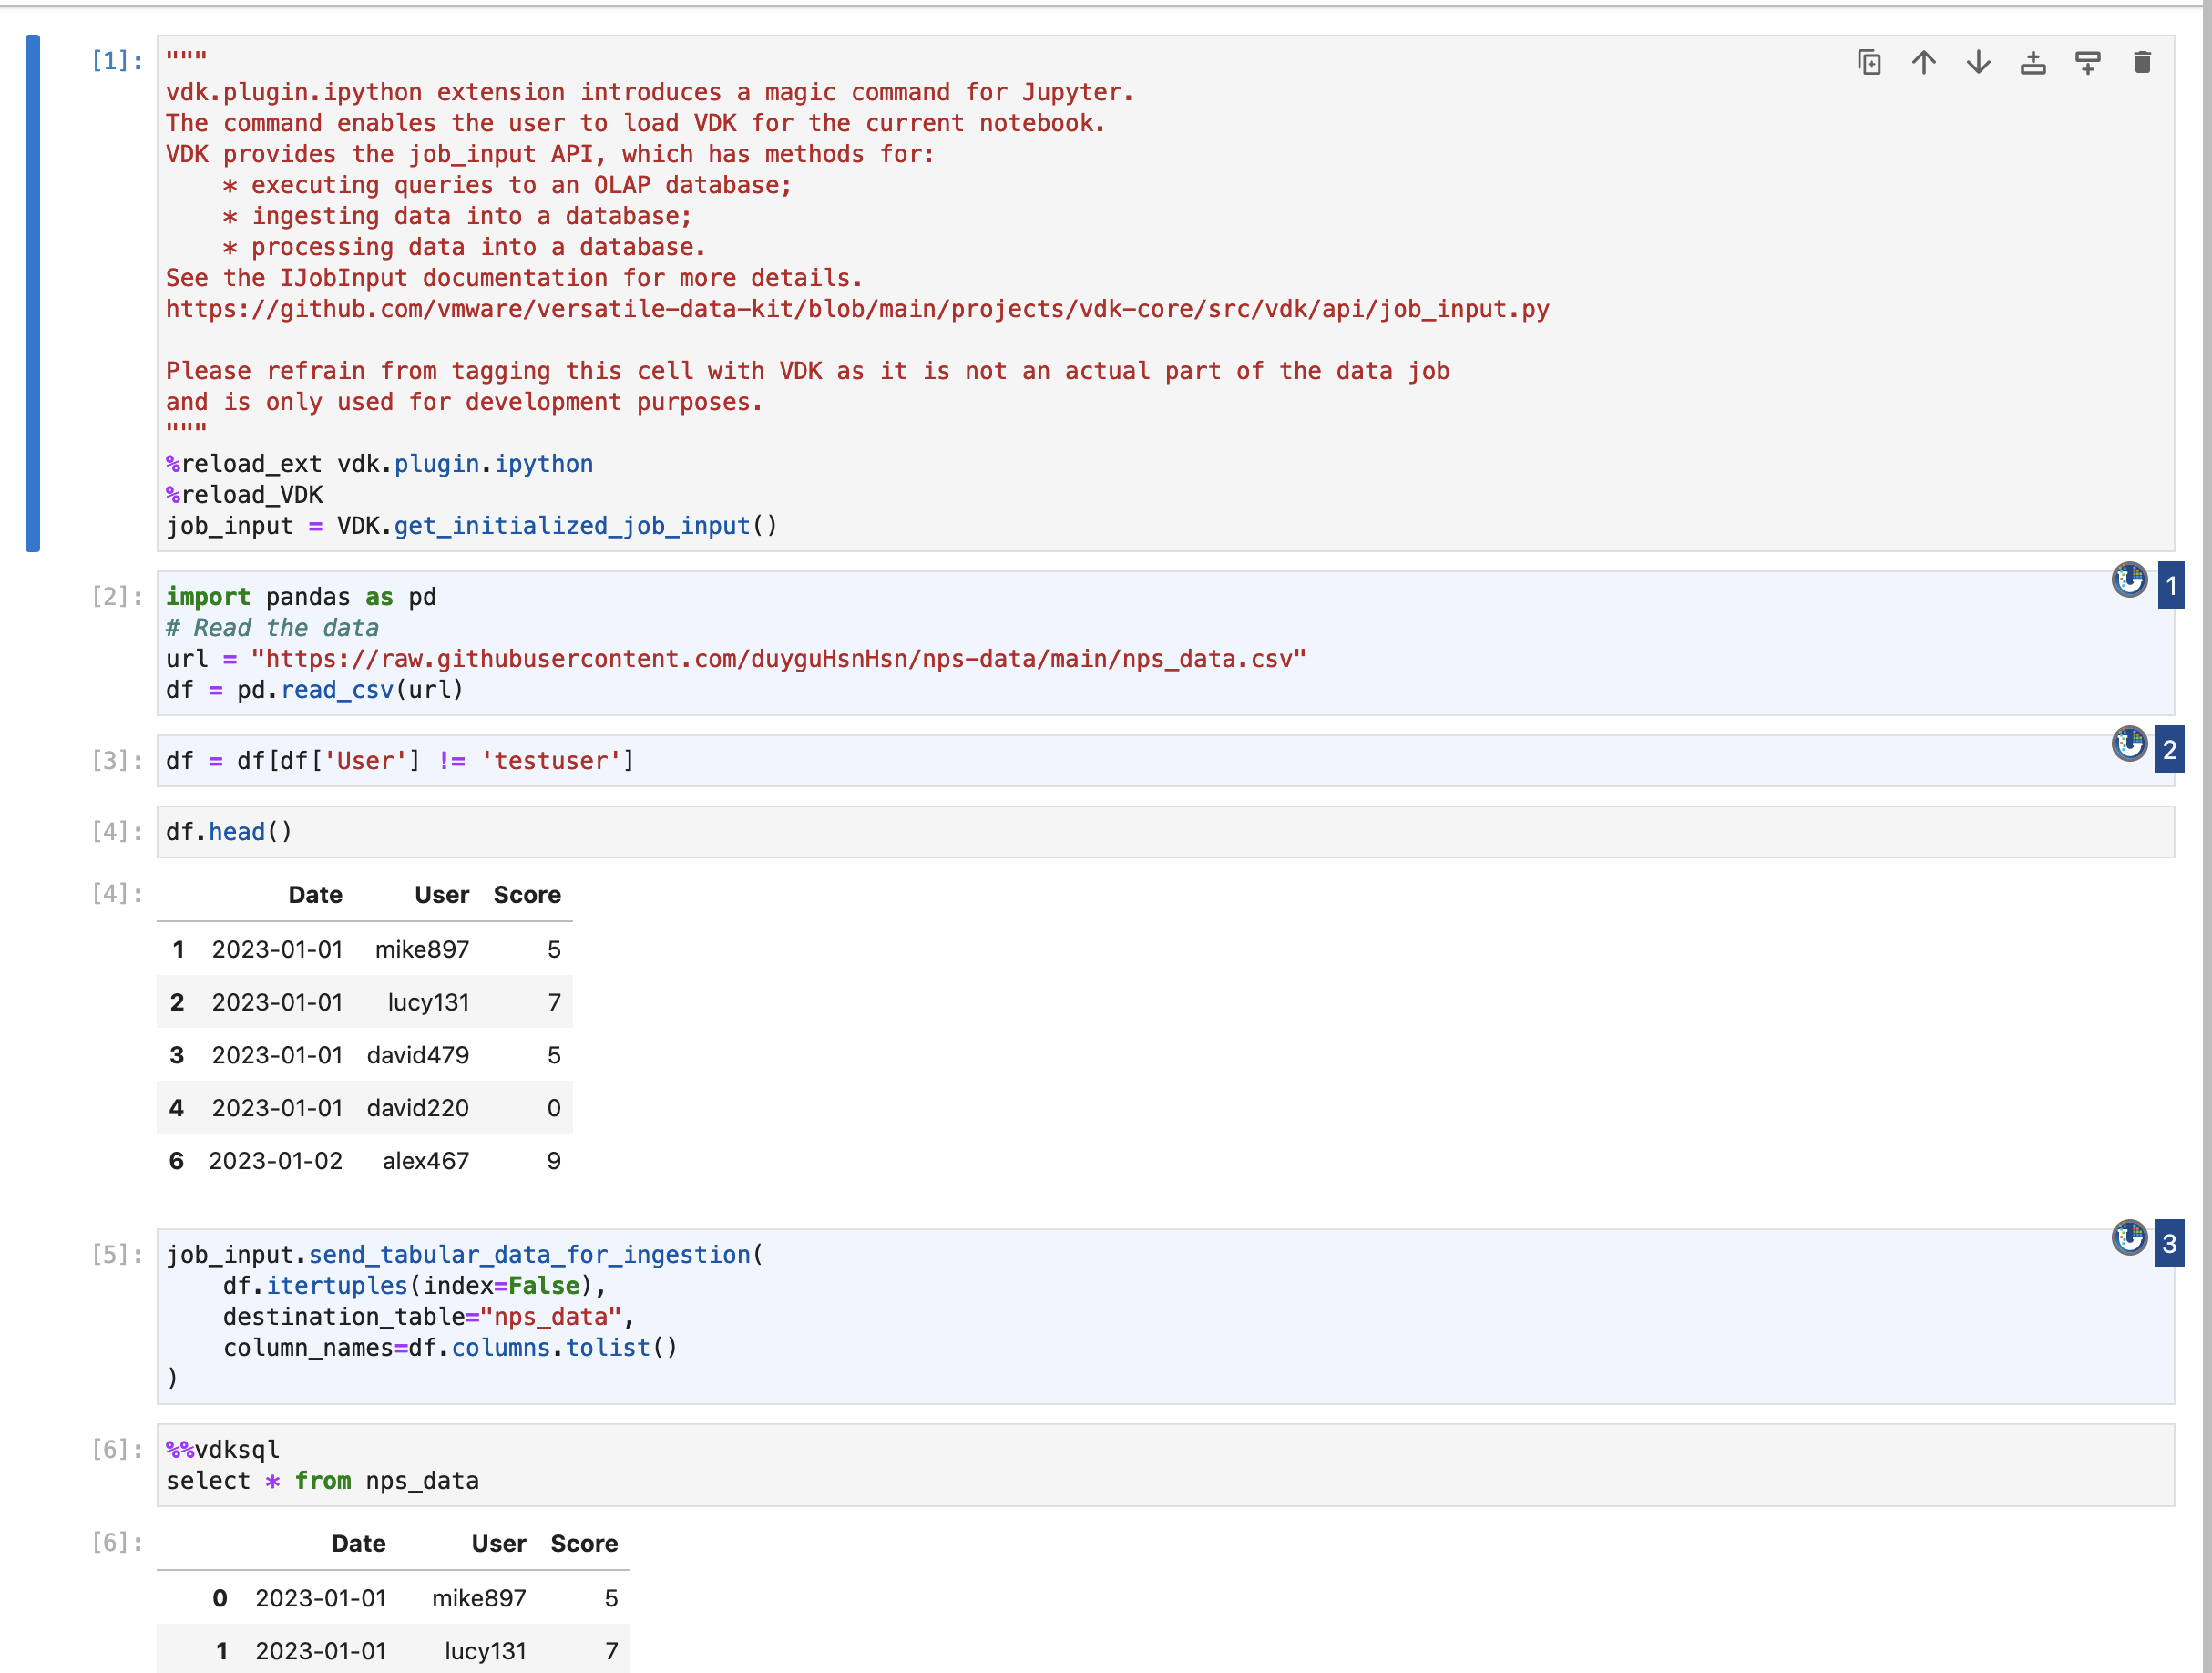 [1]: """
vdk.plugin.ipython extension introduces a magic command for Jupyter.
The command enables the user to load VDK for the current notebook.
VDK provides the job_input API, which has methods for:
    * executing queries to an OLAP database;
    * ingesting data into a database;
    * processing data into a database.
See the IJobInput documentation for more details.
https://github.com/vmware/versatile-data-kit/blob/main/projects/vdk-core/src/vdk/api/job_input.py

Please refrain from tagging this cell with VDK as it is not an actual part of the data job
and is only used for development purposes.
"""
%reload_ext vdk.plugin.ipython
%reload_VDK
job_input = VDK.get_initialized_job_input()
[2]: import pandas as pd 1
# Read the data
url = "https://raw.githubusercontent.com/duyguHsnHsn/nps-data/main/nps_data.csv"
df = pd.read_csv(url)
[3]: df = df[df['User'] != 'testuser'] 2
[4]: df.head()
[4]: Date User Score
1 2023-01-01 mike897 5
2 2023-01-01 lucy131 7
3 2023-01-01 david479 5
4 2023-01-01 david220 0
6 2023-01-02 alex467 9
[5]: job_input.send_tabular_data_for_ingestion( 3
    df.itertuples(index=False),
    destination_table="nps_data",
    column_names=df.columns.tolist()
)
[6]: %%vdksql
select * from nps_data
[6]: Date User Score
0 2023-01-01 mike897 5
1 2023-01-01 lucy131 7